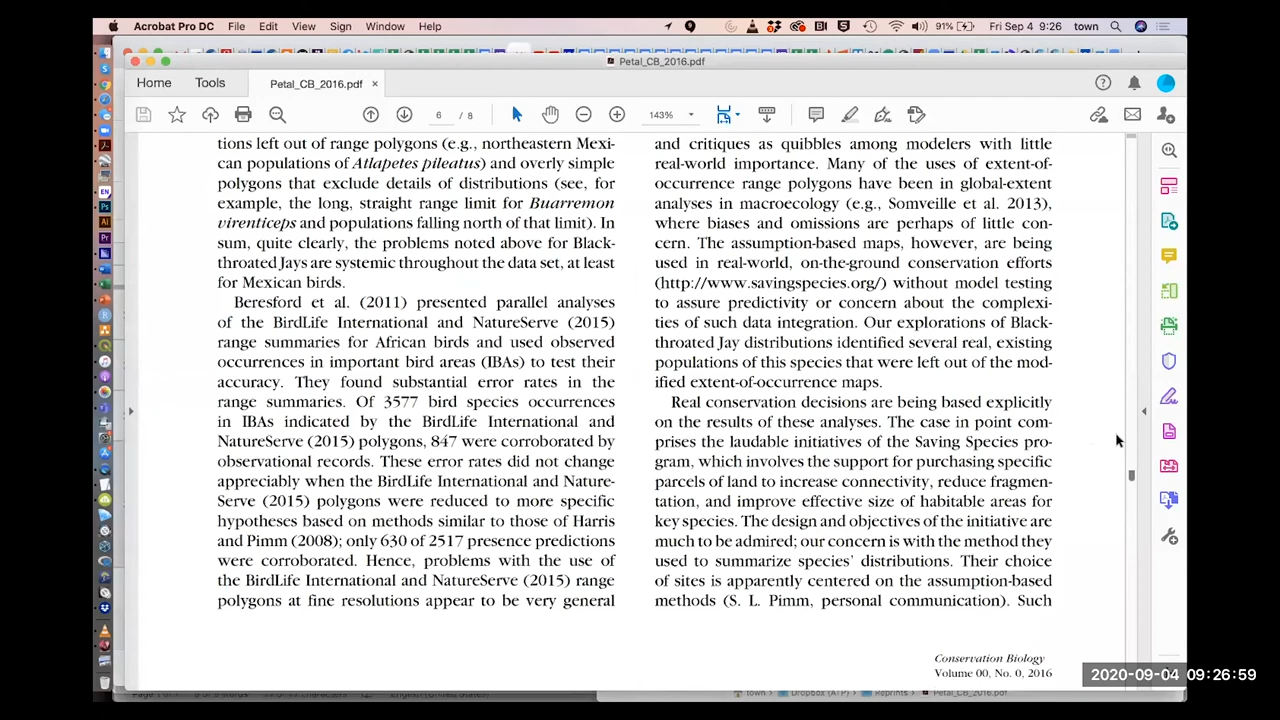 Acrobat Pro DC File Edit View Sign Window Help
91% Fri Sep 4 9:26 town
Petal_CB_2016.pdf
Home Tools Petal_CB_2016.pdf ×
6 / 8 143%
tions left out of range polygons (e.g., northeastern Mexi-
can populations of Atlapetes pileatus) and overly simple
polygons that exclude details of distributions (see, for
example, the long, straight range limit for Buarremon
virenticeps and populations falling north of that limit). In
sum, quite clearly, the problems noted above for Black-
throated Jays are systemic throughout the data set, at least
for Mexican birds.
Beresford et al. (2011) presented parallel analyses
of the BirdLife International and NatureServe (2015)
range summaries for African birds and used observed
occurrences in important bird areas (IBAs) to test their
accuracy. They found substantial error rates in the
range summaries. Of 3577 bird species occurrences
in IBAs indicated by the BirdLife International and
NatureServe (2015) polygons, 847 were corroborated by
observational records. These error rates did not change
appreciably when the BirdLife International and Nature-
Serve (2015) polygons were reduced to more specific
hypotheses based on methods similar to those of Harris
and Pimm (2008); only 630 of 2517 presence predictions
were corroborated. Hence, problems with the use of
the BirdLife International and NatureServe (2015) range
polygons at fine resolutions appear to be very general
and critiques as quibbles among modelers with little
real-world importance. Many of the uses of extent-of-
occurrence range polygons have been in global-extent
analyses in macroecology (e.g., Somveille et al. 2013),
where biases and omissions are perhaps of little con-
cern. The assumption-based maps, however, are being
used in real-world, on-the-ground conservation efforts
(http://www.savingspecies.org/) without model testing
to assure predictivity or concern about the complexi-
ties of such data integration. Our explorations of Black-
throated Jay distributions identified several real, existing
populations of this species that were left out of the mod-
ified extent-of-occurrence maps.
Real conservation decisions are being based explicitly
on the results of these analyses. The case in point com-
prises the laudable initiatives of the Saving Species pro-
gram, which involves the support for purchasing specific
parcels of land to increase connectivity, reduce fragmen-
tation, and improve effective size of habitable areas for
key species. The design and objectives of the initiative are
much to be admired; our concern is with the method they
used to summarize species' distributions. Their choice
of sites is apparently centered on the assumption-based
methods (S. L. Pimm, personal communication). Such
Conservation Biology
Volume 00, No. 0, 2016
2020-09-04 09:26:59
town › Dropbox (ATP) › Reprints › Petal_CB_2016.pdf